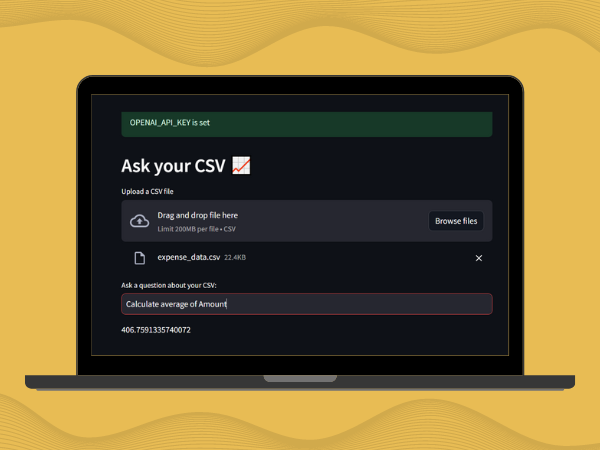 OPENAI_API_KEY is set
Ask your CSV 📈
Upload a CSV file
Drag and drop file here
Limit 200MB per file • CSV
Browse files
expense_data.csv 22.4KB
Ask a question about your CSV:
Calculate average of Amount
406.7591335740072